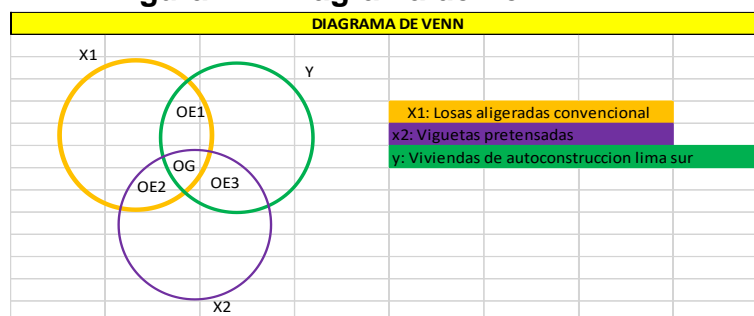 DIAGRAMA DE VENN
X1
Y
OE1
OG
OE2
OE3
X2
X1: Losas aligeradas convencional
x2: Viguetas pretensadas
y: Viviendas de autoconstruccion lima sur